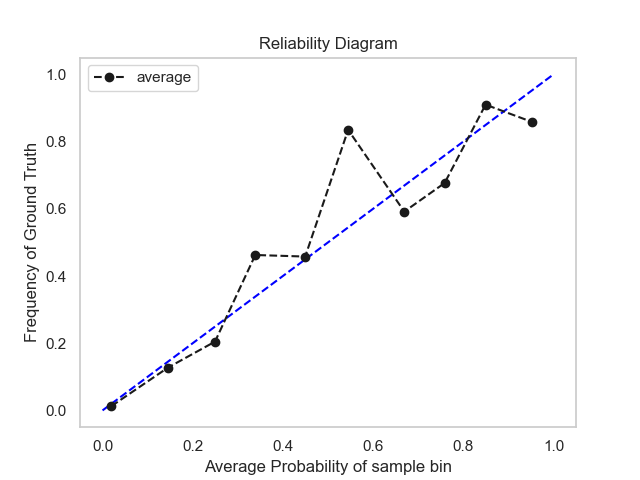 Reliability Diagram
average
Frequency of Ground Truth
1.0
0.8
0.6
0.4
0.2
0.0
0.0 0.2 0.4 0.6 0.8 1.0
Average Probability of sample bin